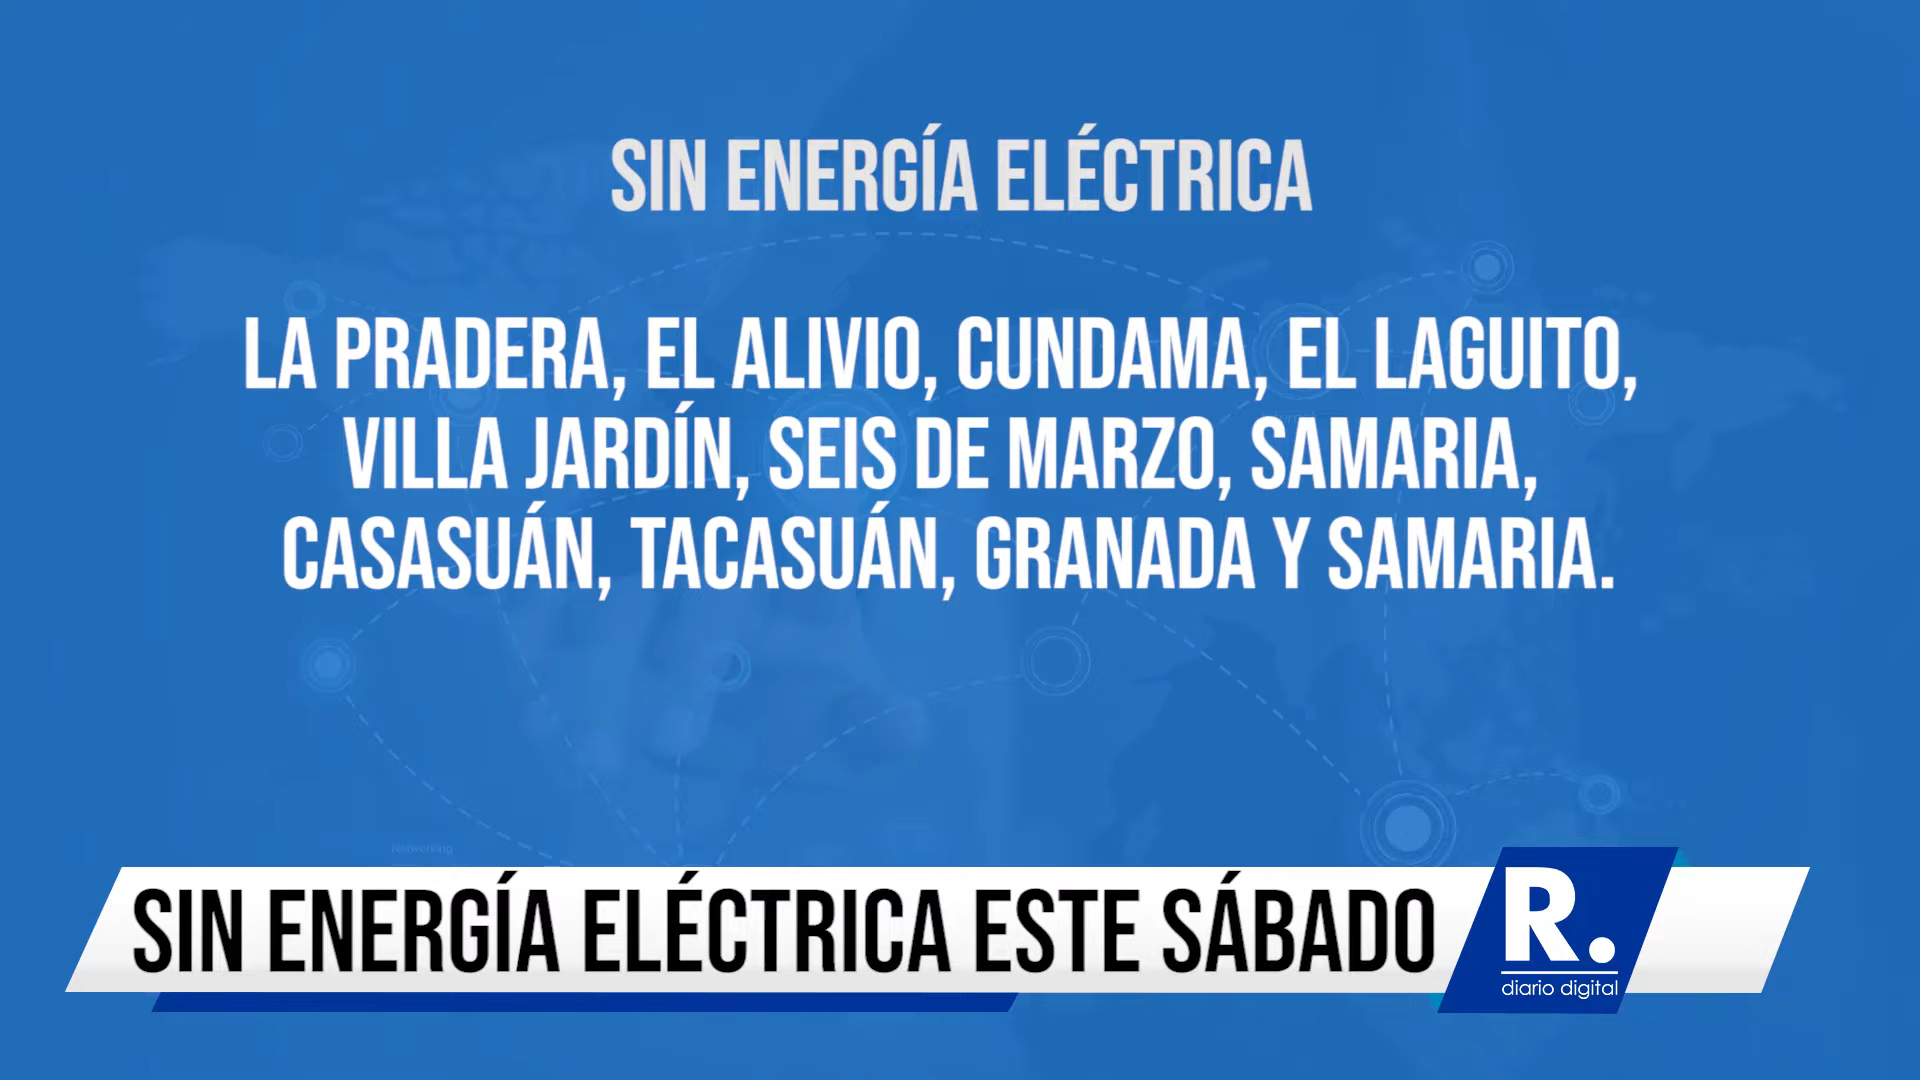 SIN ENERGÍA ELÉCTRICA
LA PRADERA, EL ALIVIO, CUNDAMA, EL LAGUITO,
VILLA JARDÍN, SEIS DE MARZO, SAMARIA,
CASASUÁN, TACASUÁN, GRANADA Y SAMARIA.
Networking
SIN ENERGÍA ELÉCTRICA ESTE SÁBADO
R.
diario digital